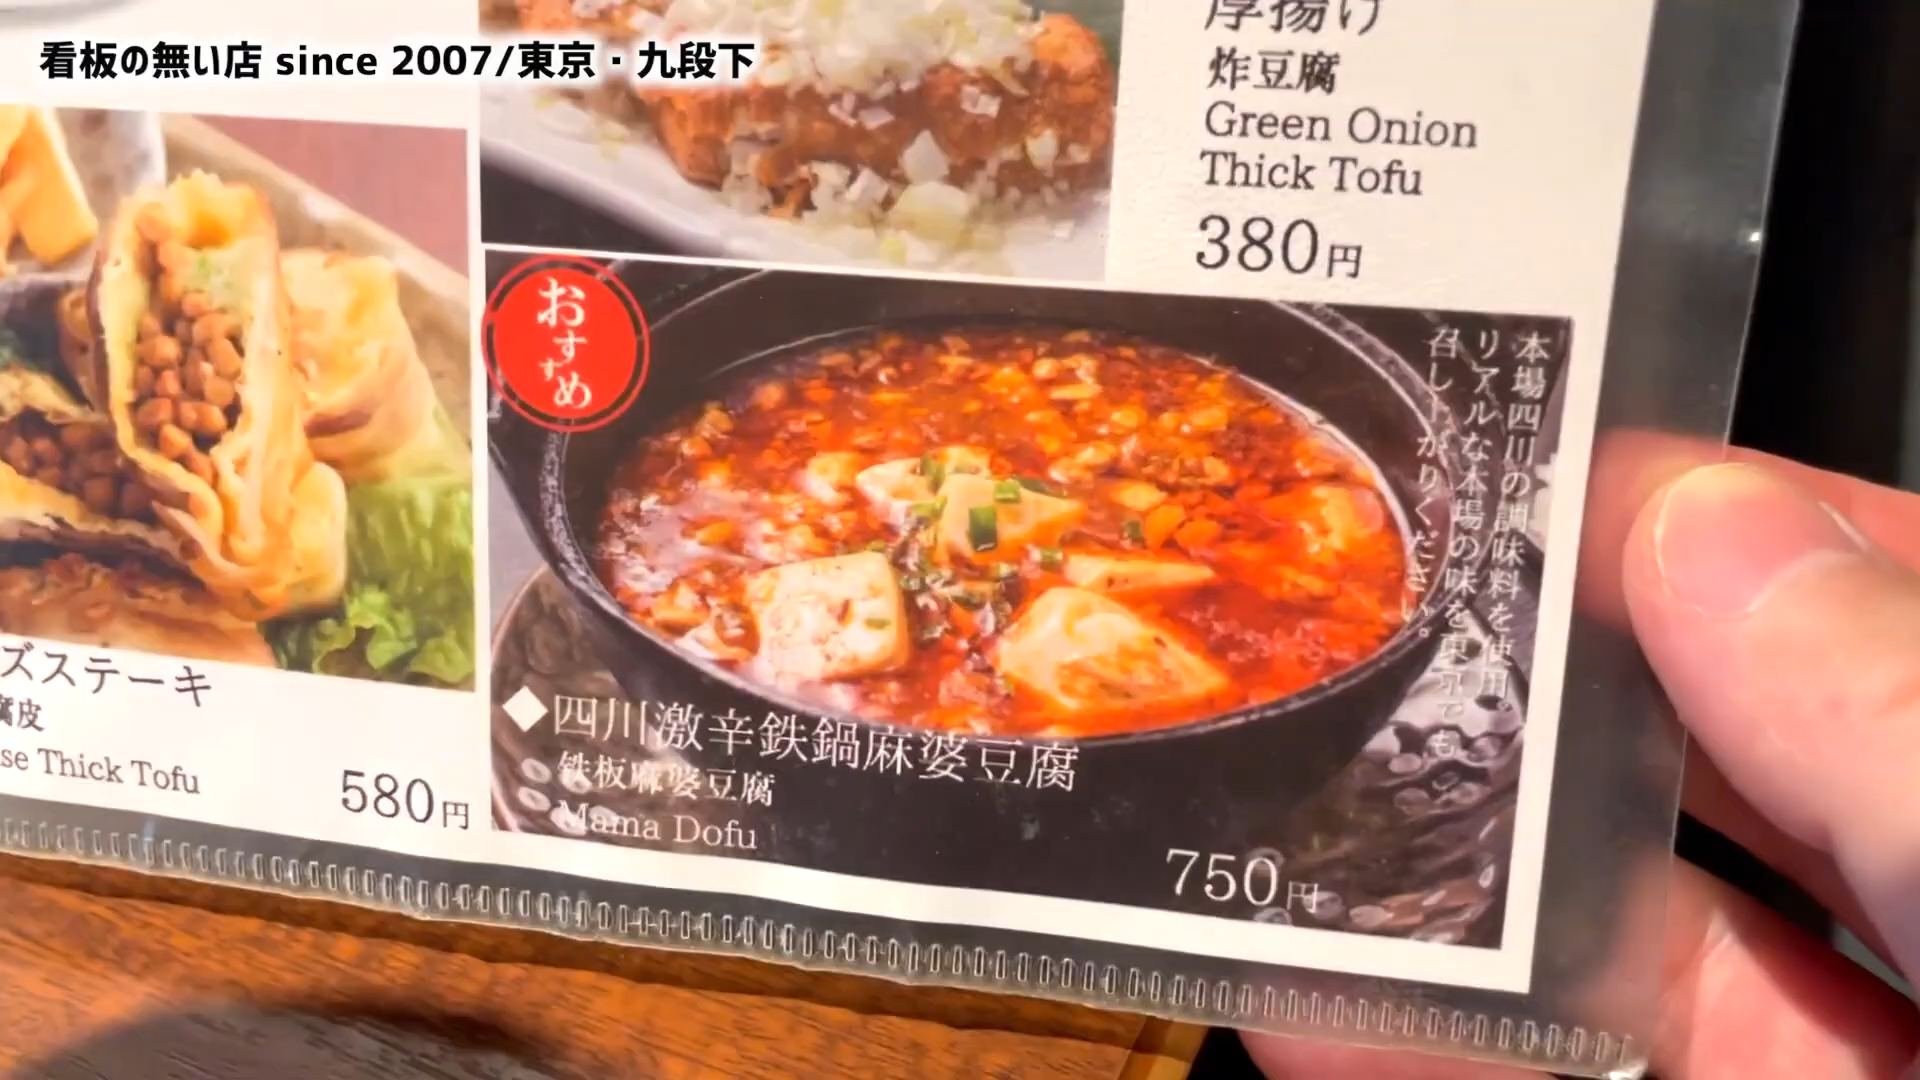 看板の無い店 since 2007/東京・九段下
厚揚げ
炸豆腐
Green Onion
Thick Tofu
380円
おすすめ
本場四川の調味料を使用。
リアルな本場の味を東京でも
召し上がりください。
ズステーキ
腐皮
se Thick Tofu
580円
◆四川激辛鉄鍋麻婆豆腐
铁板麻婆豆腐
Mama Dofu
750円